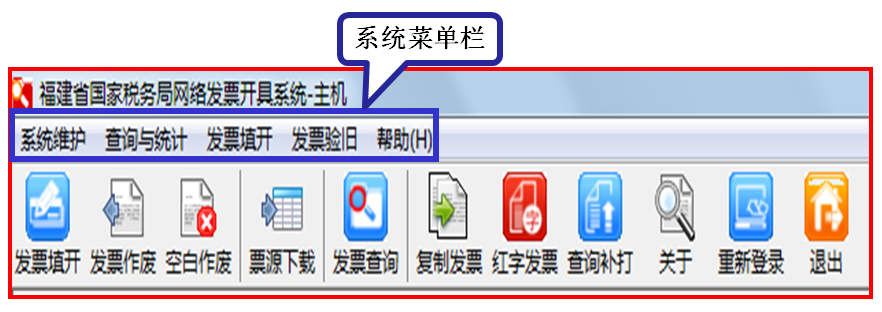 系统菜单栏
福建省国家税务局网络发票开具系统-主机
系统维护 查询与统计 发票填开 发票验旧 帮助(H)
发票填开 发票作废 空白作废 票源下载 发票查询 复制发票 红字发票 查询补打 关于 重新登录 退出